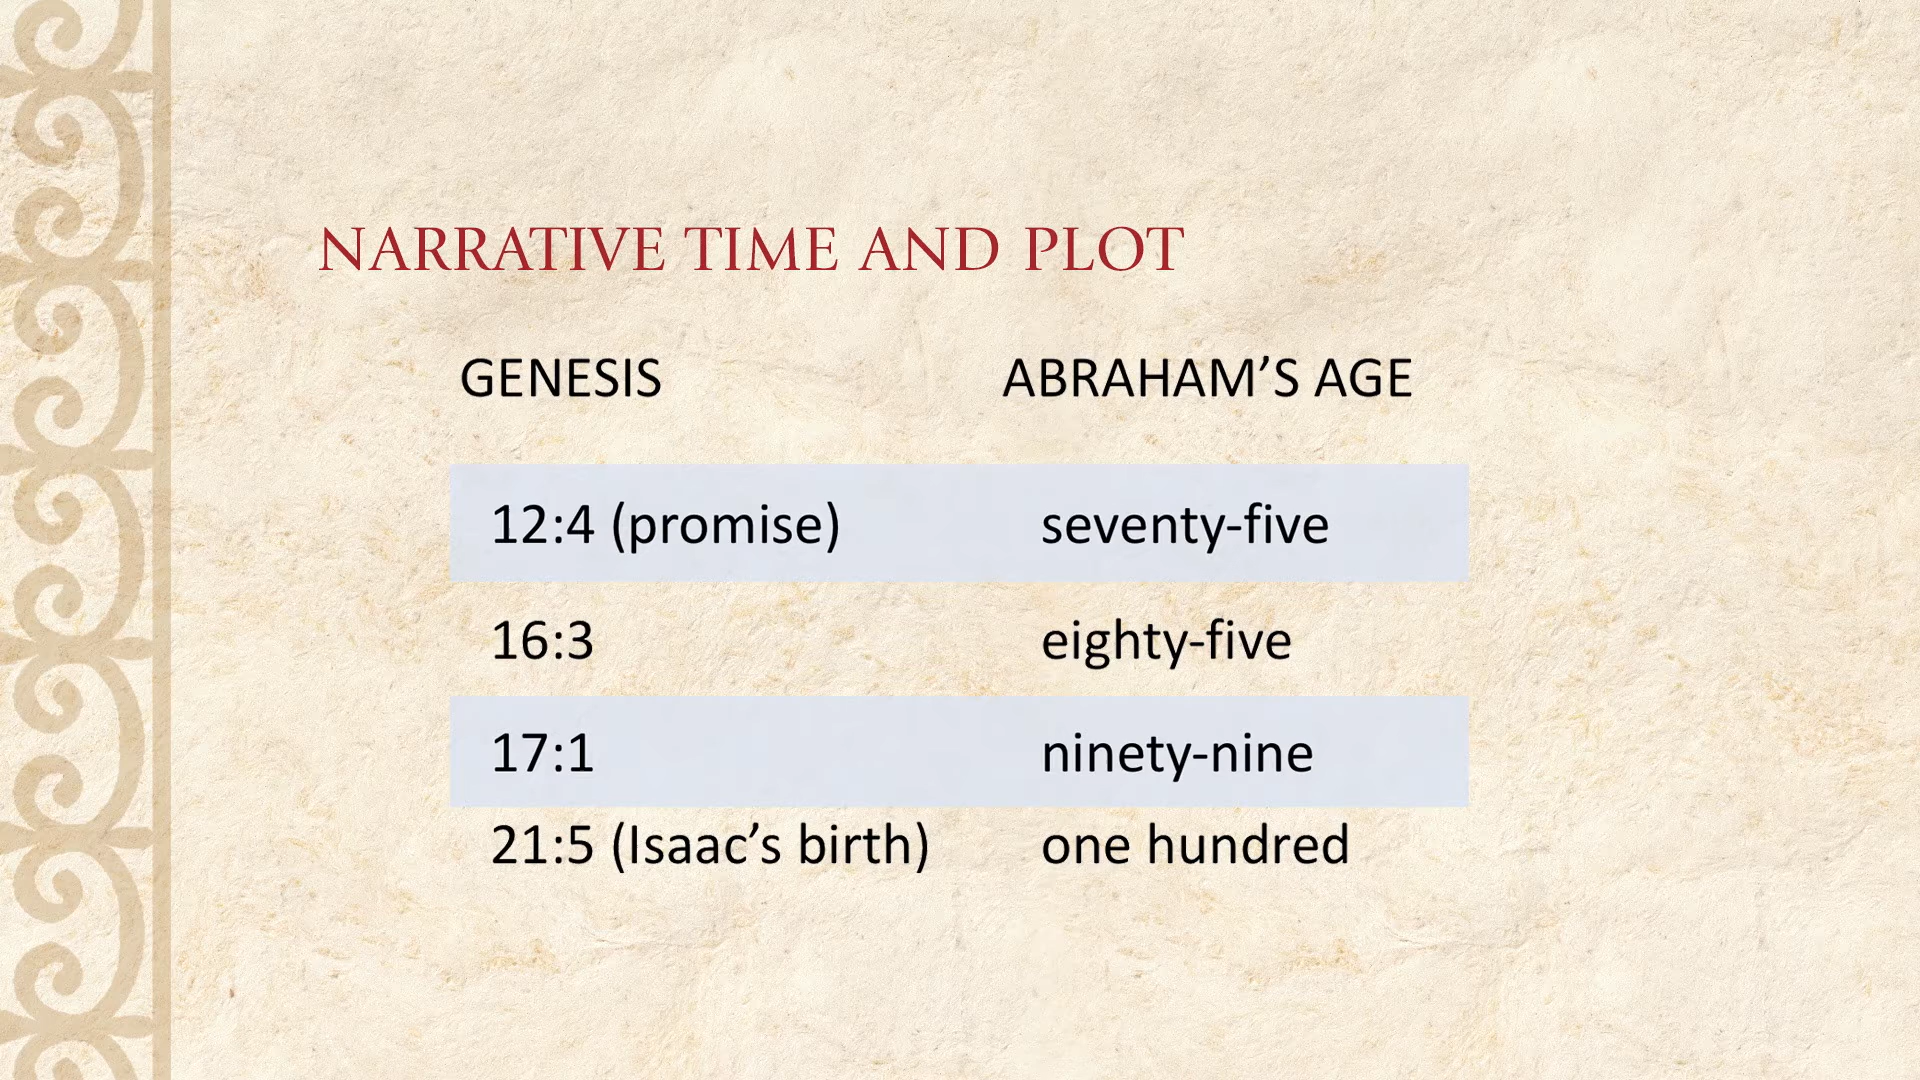 NARRATIVE TIME AND PLOT
GENESIS ABRAHAM’S AGE
12:4 (promise) seventy-five
16:3 eighty-five
17:1 ninety-nine
21:5 (Isaac’s birth) one hundred